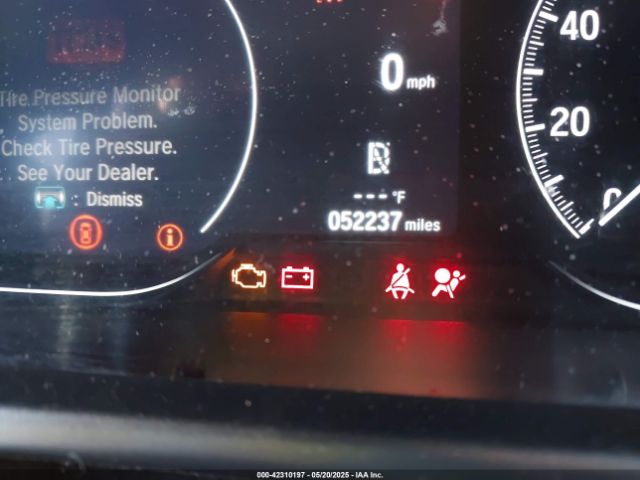 Tire Pressure Monitor
System Problem.
Check Tire Pressure.
See Your Dealer.
: Dismiss
0 mph
---°F
052237 miles
40
20
0
000-42310197 - 05/20/2025 - IAA Inc.